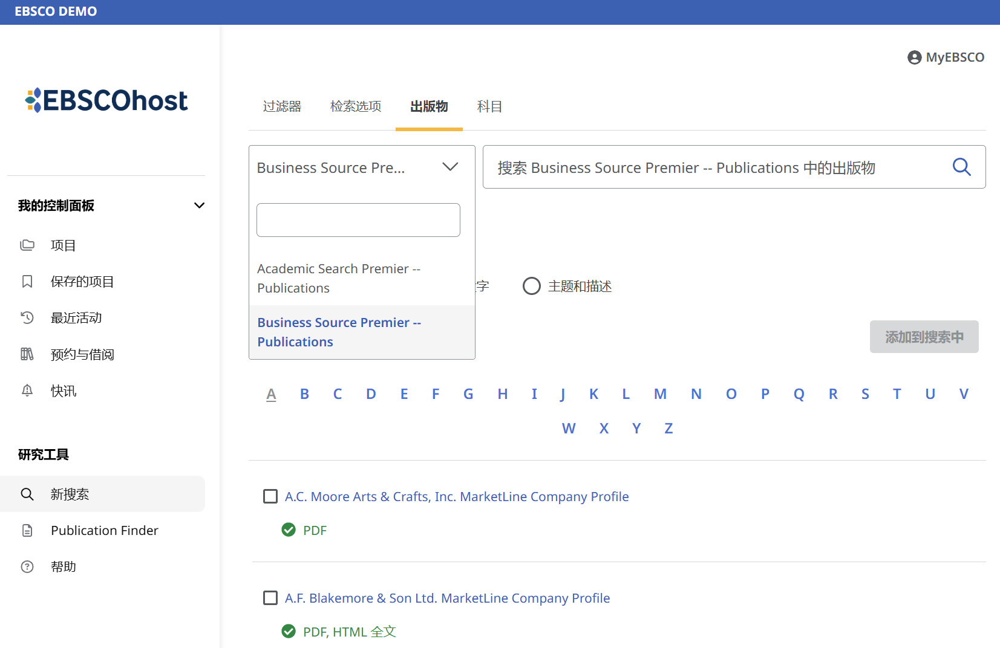 EBSCO DEMO
MyEBSCO
EBSCOhost
过滤器
检索选项
出版物
科目
Business Source Pre...
搜索 Business Source Premier -- Publications 中的出版物
Academic Search Premier --
Publications
Business Source Premier --
Publications
字
主题和描述
添加到搜索中
A B C D E F G H I J K L M N O P Q R S T U V
W X Y Z
A.C. Moore Arts & Crafts, Inc. MarketLine Company Profile
PDF
A.F. Blakemore & Son Ltd. MarketLine Company Profile
PDF, HTML 全文
我的控制面板
项目
保存的项目
最近活动
预约与借阅
快讯
研究工具
新搜索
Publication Finder
帮助